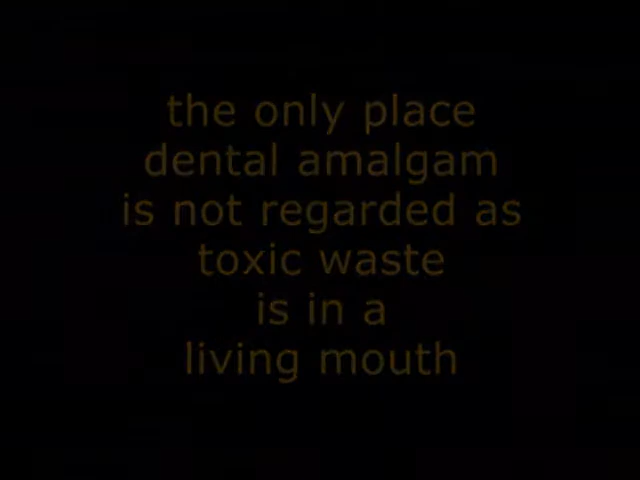 the only place
dental amalgam
is not regarded as
toxic waste
is in a
living mouth